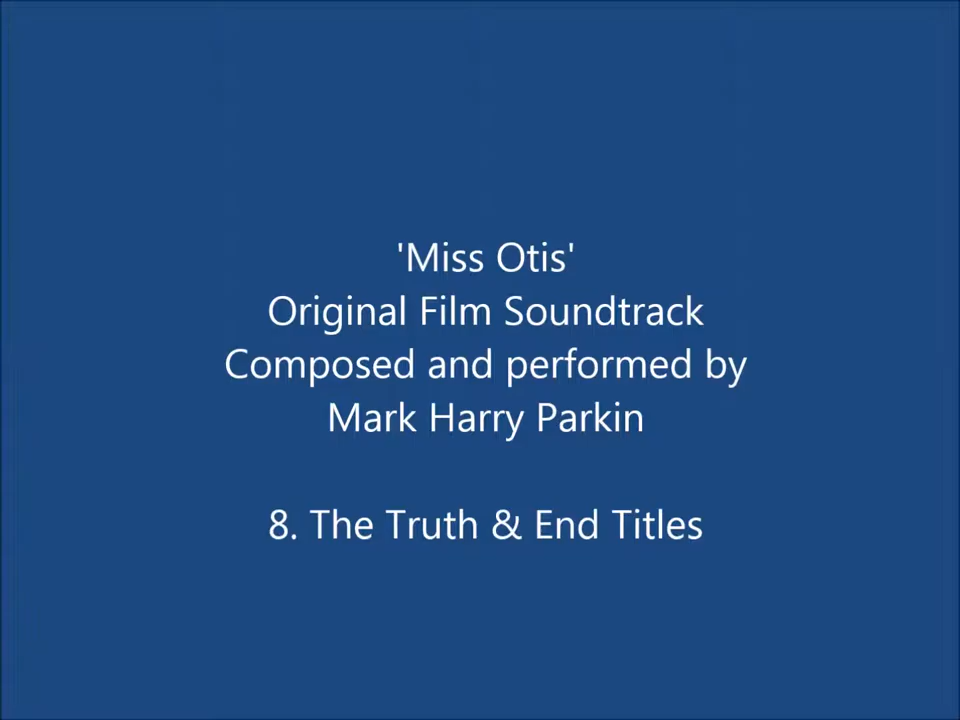 'Miss Otis'
Original Film Soundtrack
Composed and performed by
Mark Harry Parkin
8. The Truth & End Titles